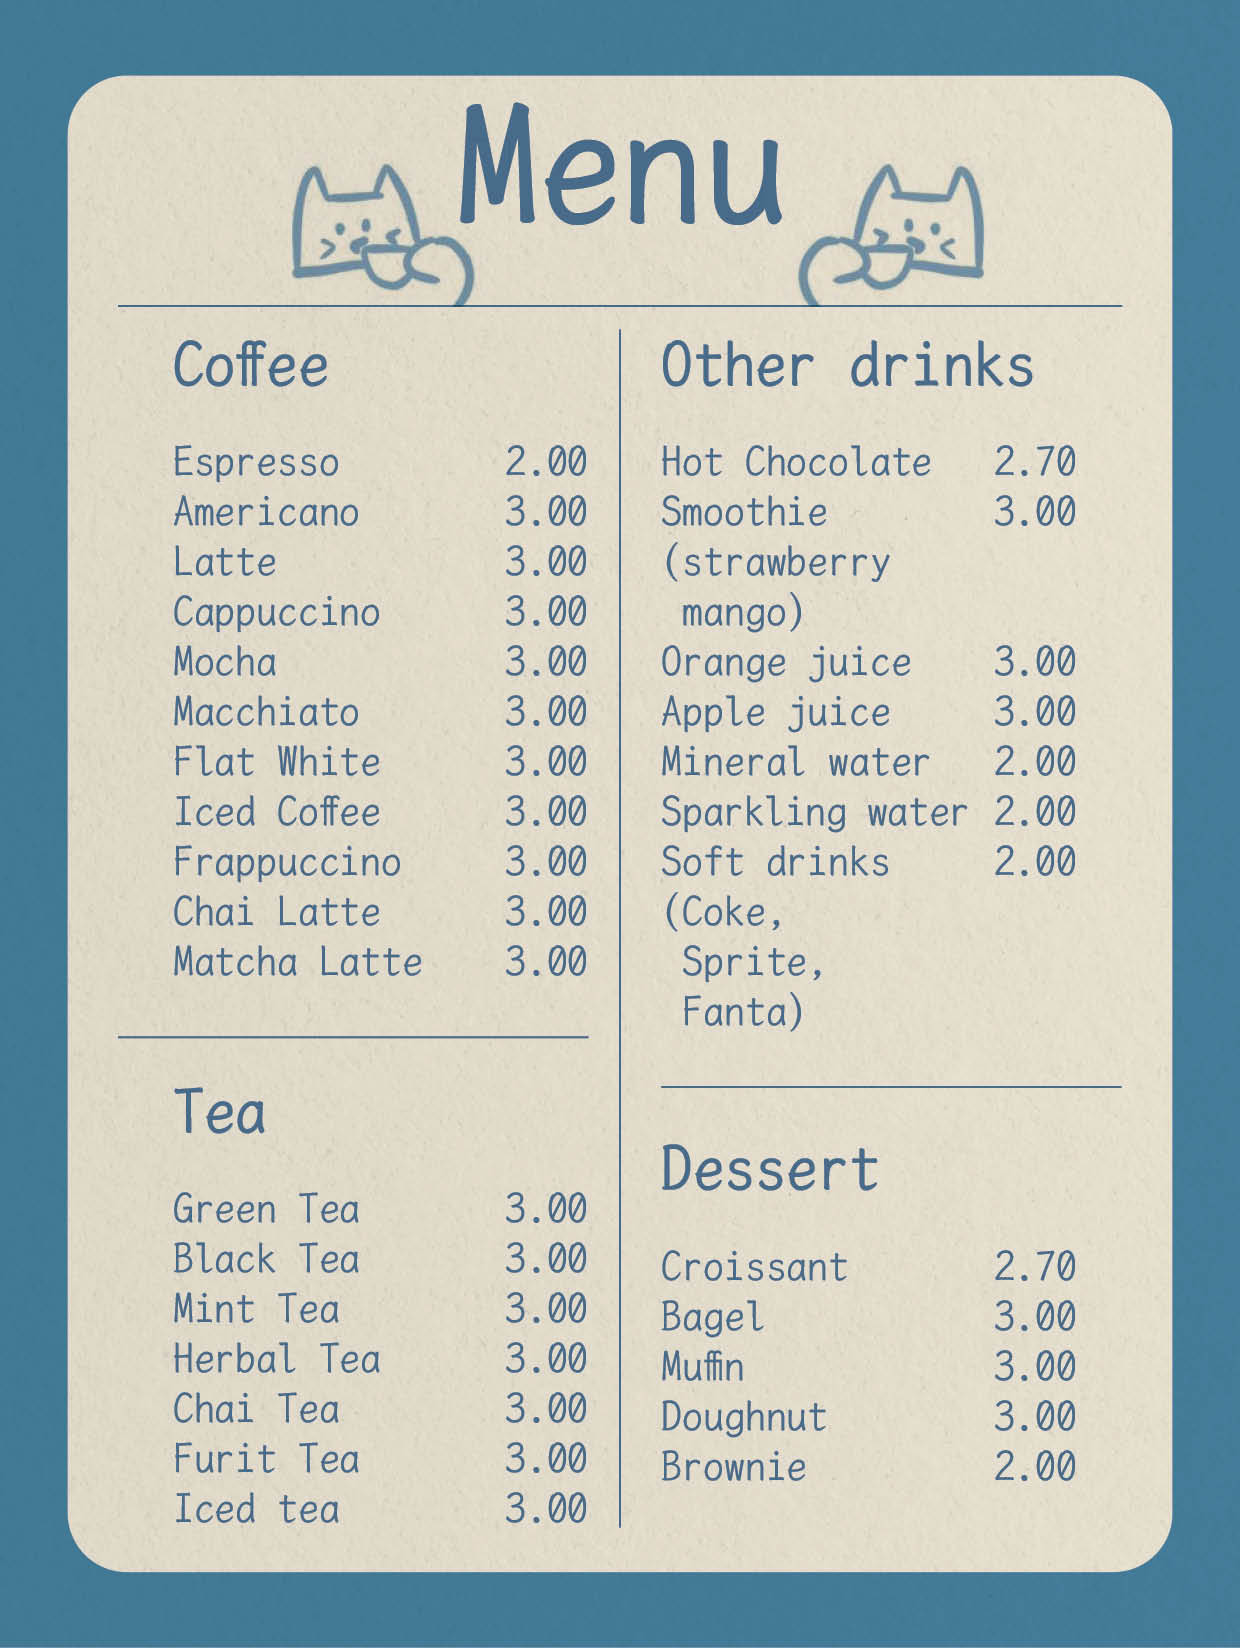 Menu
Coffee
Espresso 2.00
Americano 3.00
Latte 3.00
Cappuccino 3.00
Mocha 3.00
Macchiato 3.00
Flat White 3.00
Iced Coffee 3.00
Frappuccino 3.00
Chai Latte 3.00
Matcha Latte 3.00
Tea
Green Tea 3.00
Black Tea 3.00
Mint Tea 3.00
Herbal Tea 3.00
Chai Tea 3.00
Furit Tea 3.00
Iced tea 3.00
Other drinks
Hot Chocolate 2.70
Smoothie 3.00
(strawberry
mango)
Orange juice 3.00
Apple juice 3.00
Mineral water 2.00
Sparkling water 2.00
Soft drinks 2.00
(Coke,
Sprite,
Fanta)
Dessert
Croissant 2.70
Bagel 3.00
Muffin 3.00
Doughnut 3.00
Brownie 2.00